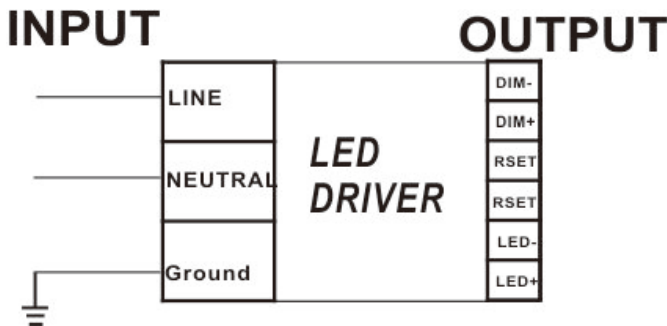 INPUT
OUTPUT
LINE
NEUTRAL
Ground
LED
DRIVER
DIM-
DIM+
RSET
RSET
LED-
LED+